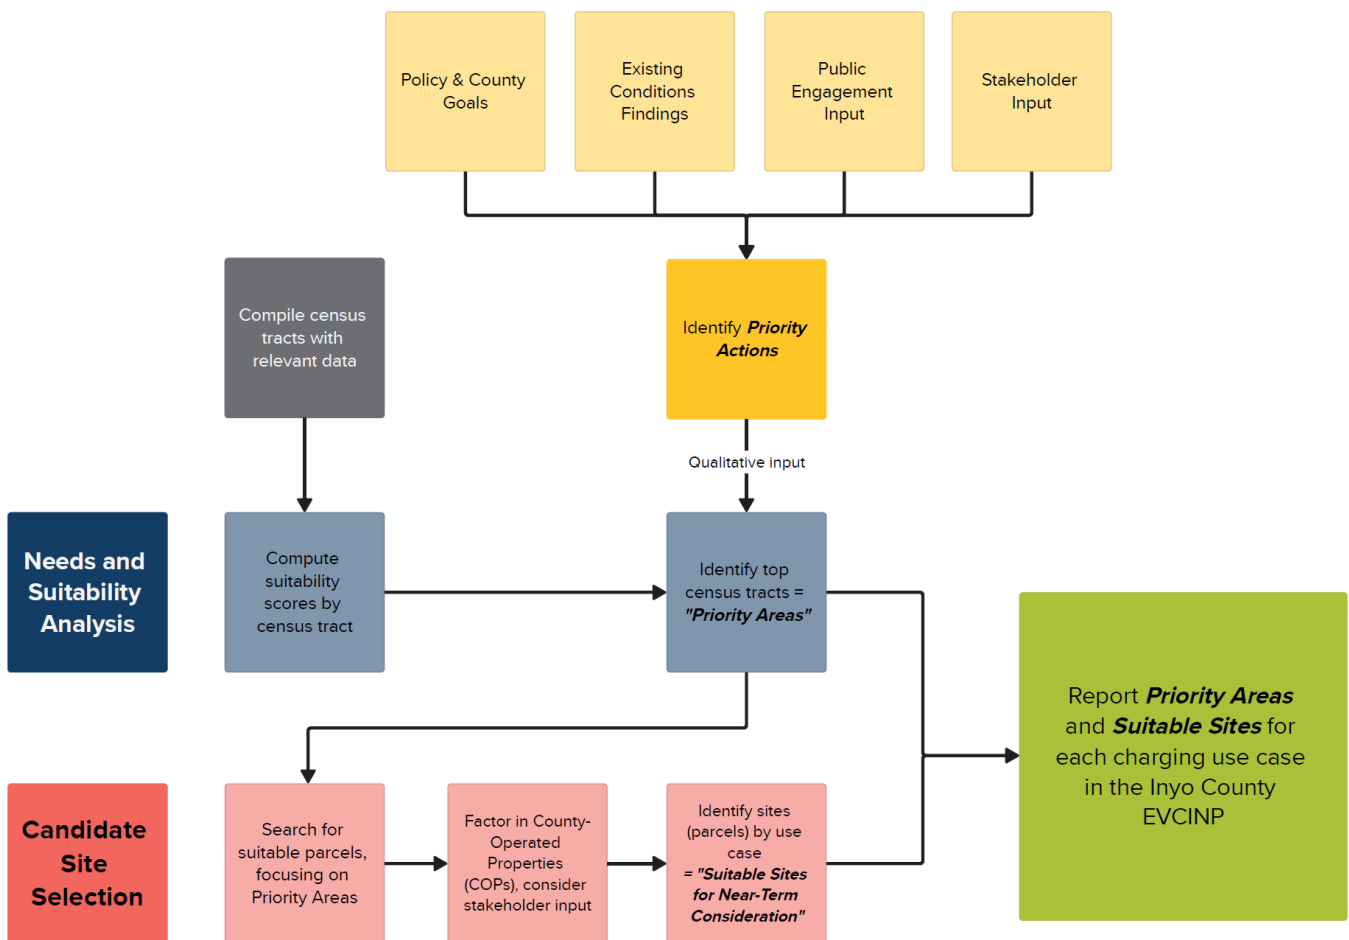 Policy & County
Goals
Existing
Conditions
Findings
Public
Engagement
Input
Stakeholder
Input
Compile census
tracts with
relevant data
Identify Priority
Actions
Qualitative input
Needs and
Suitability
Analysis
Compute
suitability
scores by
census tract
Identify top
census tracts =
"Priority Areas"
Report Priority Areas
and Suitable Sites for
each charging use case
in the Inyo County
EVCINP
Candidate
Site
Selection
Search for
suitable parcels,
focusing on
Priority Areas
Factor in County-
Operated
Properties
(COPs), consider
stakeholder input
Identify sites
(parcels) by use
case
= "Suitable Sites
for Near-Term
Consideration"